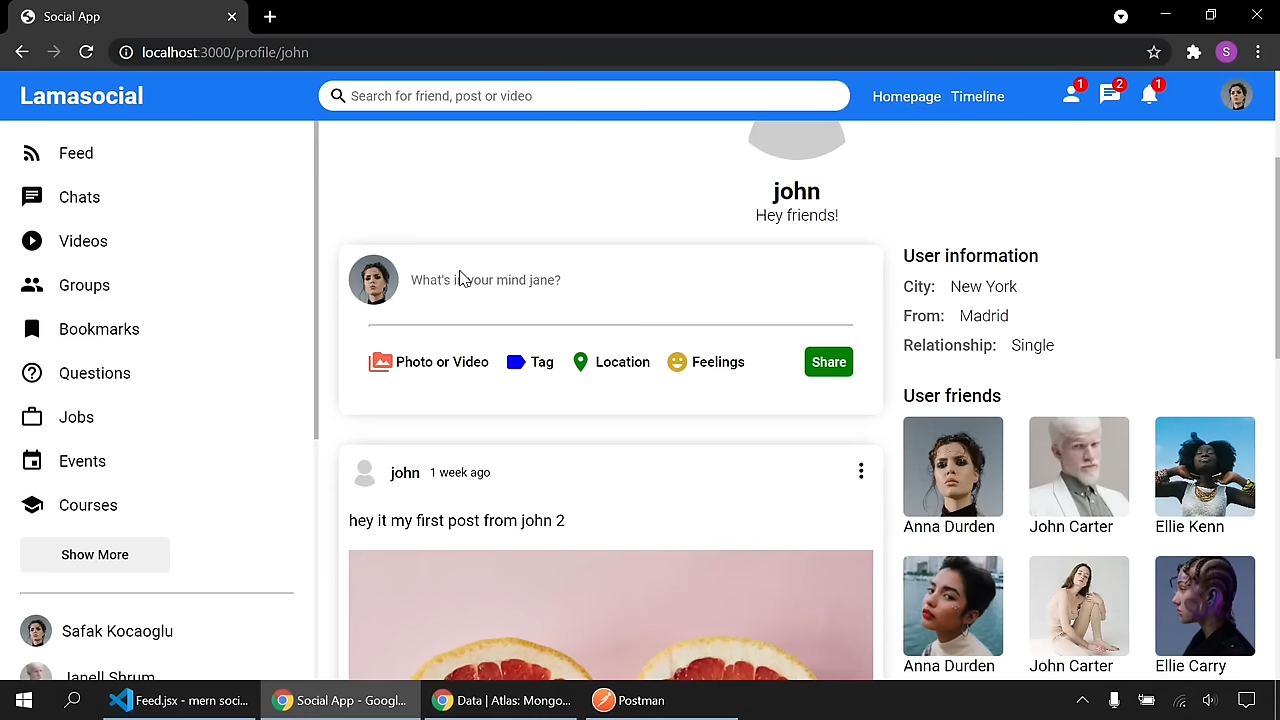 Social App
localhost:3000/profile/john
S
Lamasocial
Search for friend, post or video
Homepage Timeline
1
2
1
Feed
Chats
Videos
Groups
Bookmarks
Questions
Jobs
Events
Courses
Show More
Safak Kocaoglu
Janell Shrum
john
Hey friends!
What's in your mind jane?
Photo or Video
Tag
Location
Feelings
Share
john 1 week ago
hey it my first post from john 2
User information
City: New York
From: Madrid
Relationship: Single
User friends
Anna Durden
John Carter
Ellie Kenn
Anna Durden
John Carter
Ellie Carry
Feed.jsx - mern soci...
Social App - Googl...
Data | Atlas: Mongo...
Postman